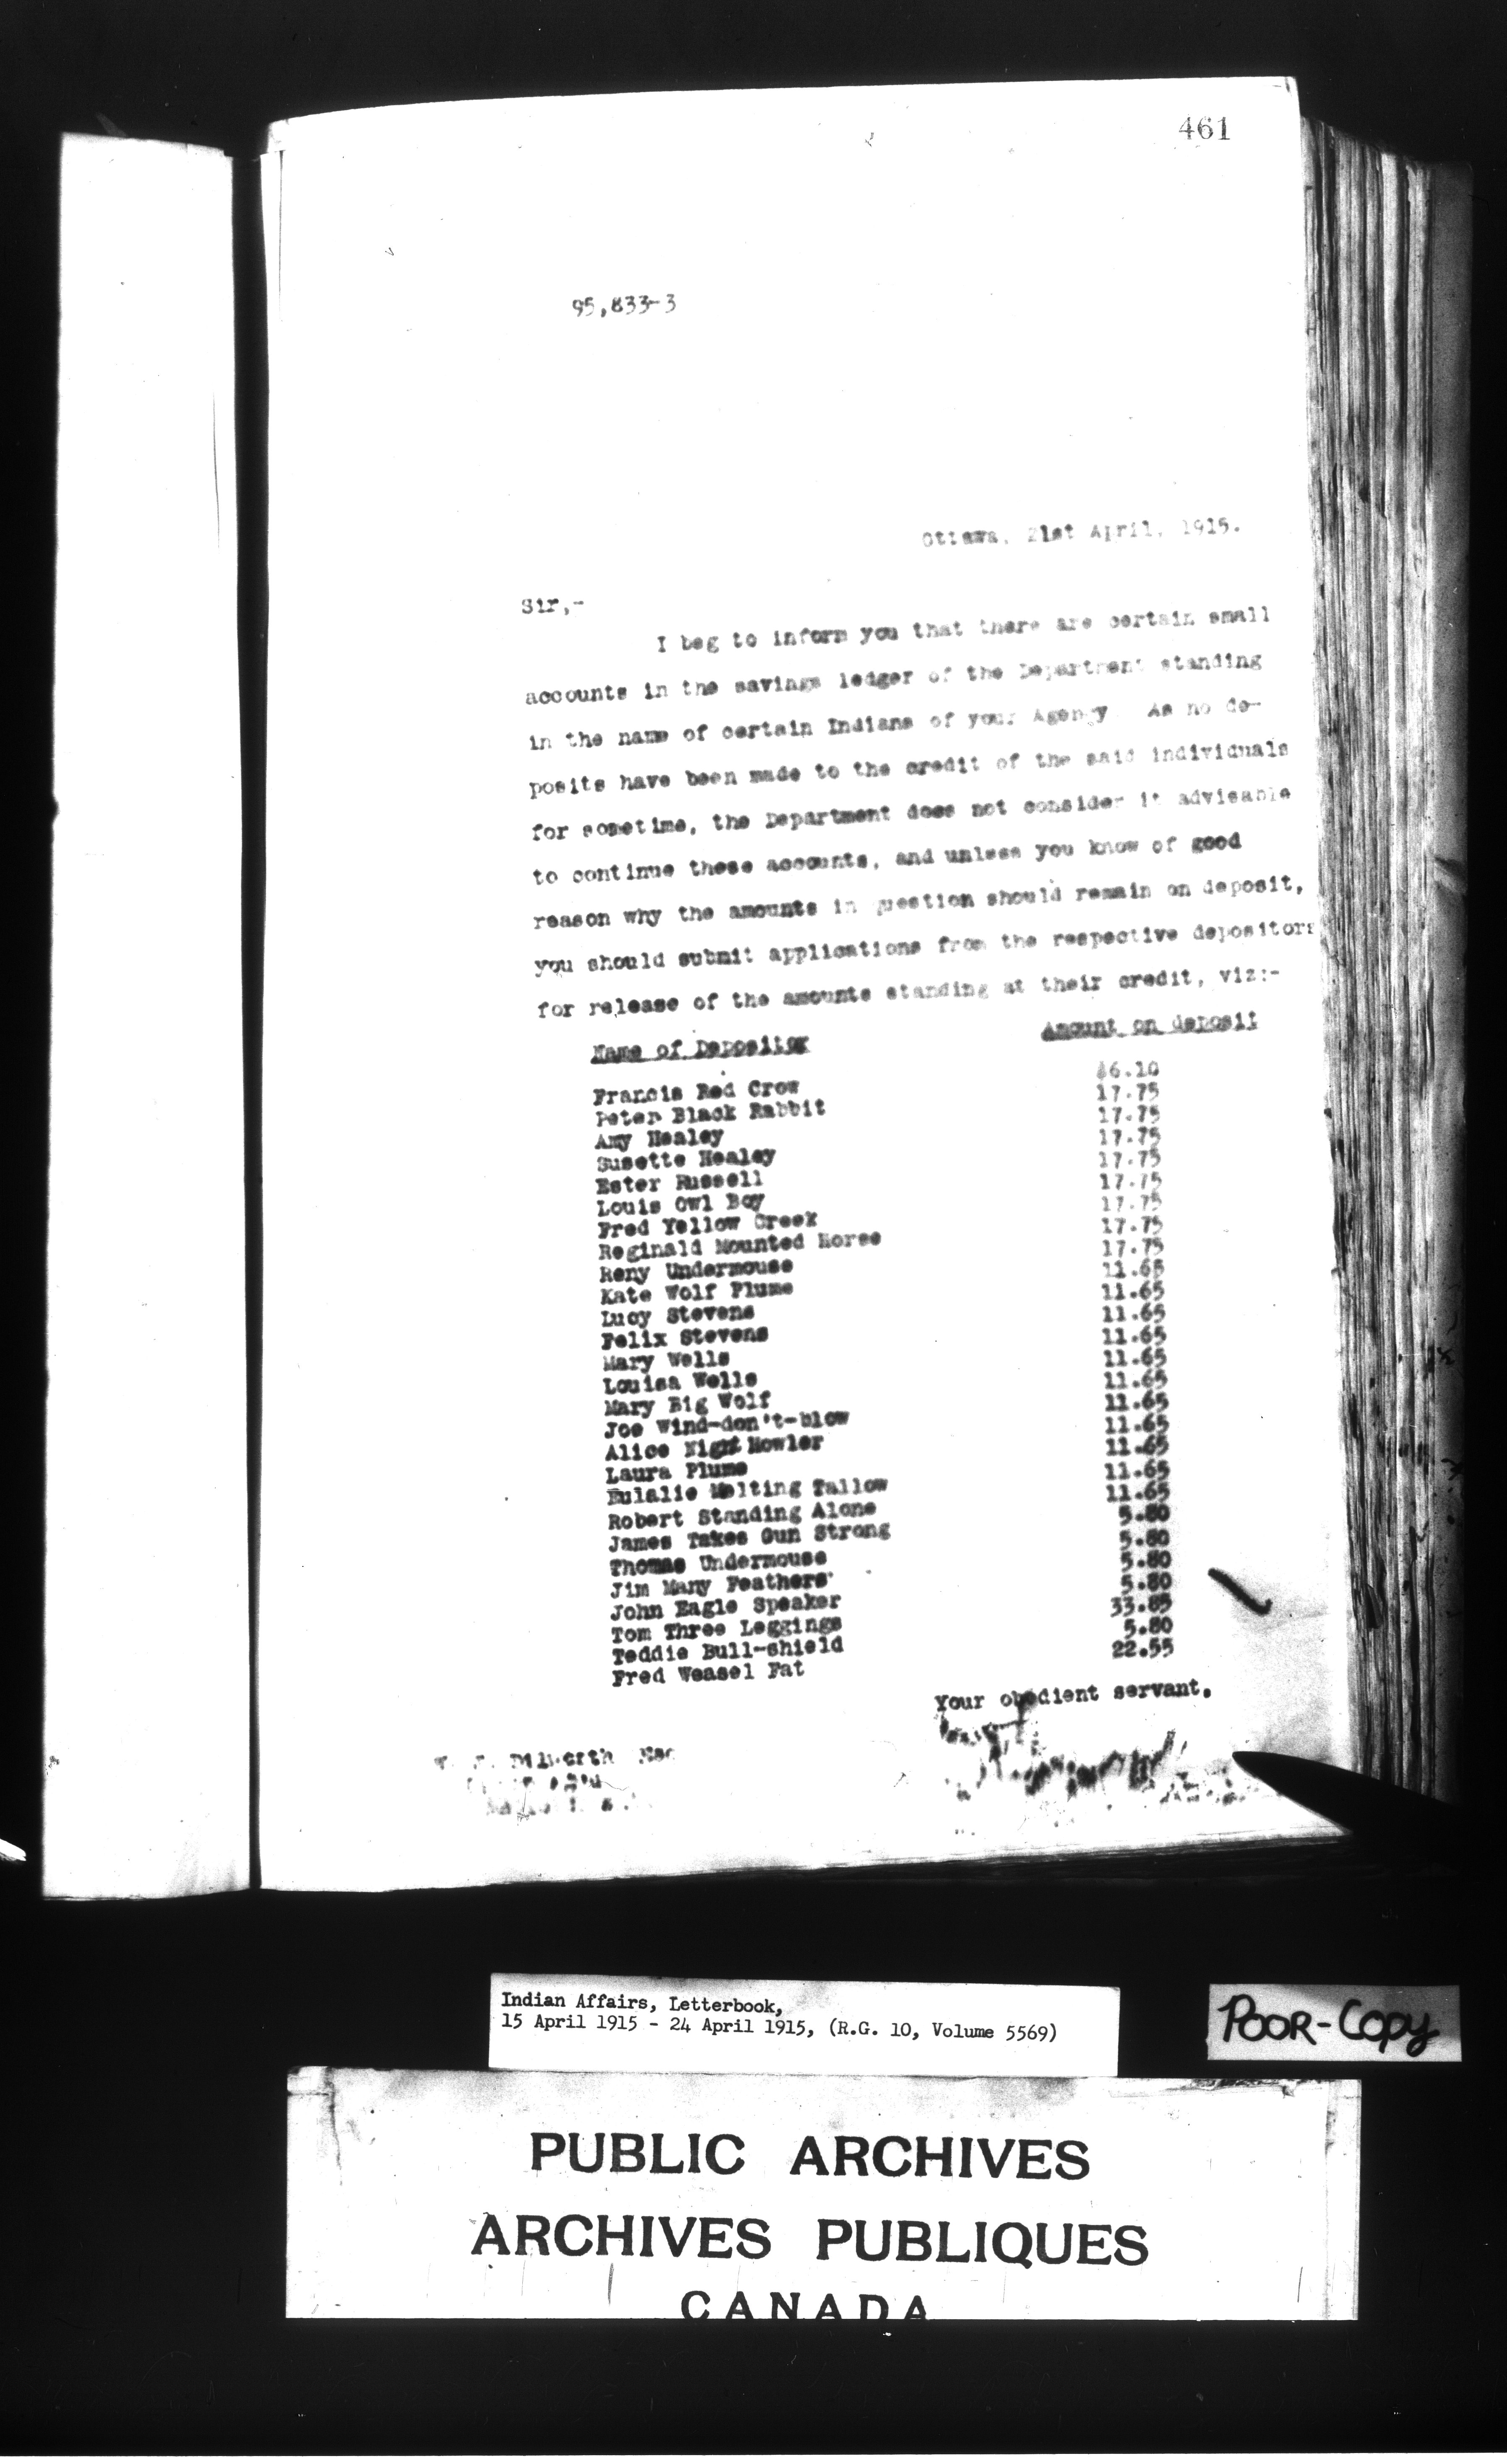 461
95,833-3
Ottawa, 21st April, 1915.
Sir,-
I beg to inform you that there are certain small
accounts in the savings ledger of the Department standing
in the name of certain Indians of your Agency. As no de-
posits have been made to the credit of the said individuals
for sometime, the Department does not consider it advisable
to continue these accounts, and unless you know of good
reason why the amounts in question should remain on deposit,
you should submit applications from the respective depositors
for release of the amounts standing at their credit, viz:-
Name of Depositor Amount on deposit
Francis Red Crow $6.10
Peter Black Rabbit 17.75
Amy Healey 17.75
Susette Healey 17.75
Ester Russell 17.75
Louis Owl Boy 17.75
Fred Yellow Creek 17.75
Reginald Mounted Horse 17.75
Reny Undermouse 17.75
Kate Wolf Plume 11.65
Lucy Stevens 11.65
Felix Stevens 11.65
Mary Wells 11.65
Louisa Wells 11.65
Mary Big Wolf 11.65
Joe Wind-don't-blow 11.65
Alice Night Howler 11.65
Laura Plume 11.65
Eulalie Melting Tallow 11.65
Robert Standing Alone 11.65
James Takes Gun Strong 5.80
Thomas Undermouse 5.80
Jim Many Feathers 5.80
John Eagle Speaker 5.80
Tom Three Leggings 33.85
Teddie Bull-shield 5.80
Fred Weasel Fat 22.55
Your obedient servant.
Dilworth Esq
Indian Affairs, Letterbook,
15 April 1915 - 24 April 1915, (R.G. 10, Volume 5569)
POOR-COPY
PUBLIC ARCHIVES
ARCHIVES PUBLIQUES
CANADA